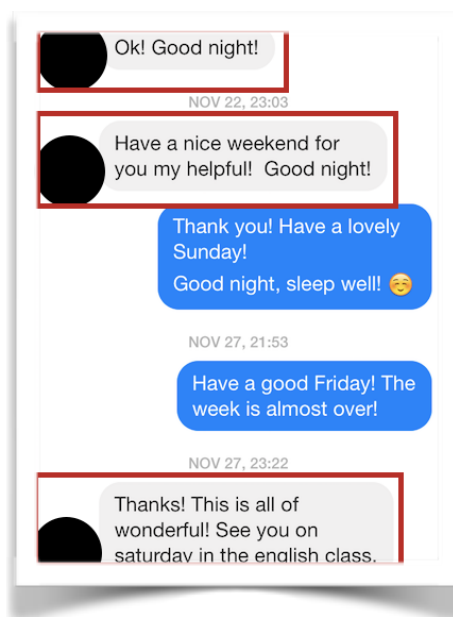 Ok! Good night!
NOV 22, 23:03
Have a nice weekend for
you my helpful!  Good night!
Thank you! Have a lovely
Sunday!
Good night, sleep well! ☺️
NOV 27, 21:53
Have a good Friday! The
week is almost over!
NOV 27, 23:22
Thanks! This is all of
wonderful! See you on
saturday in the english class.